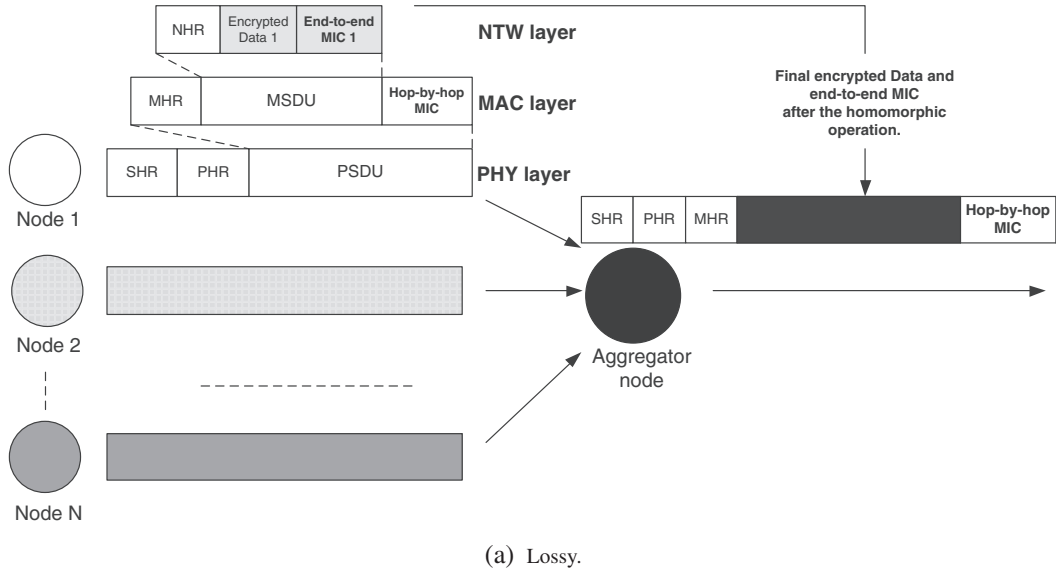 NHR
Encrypted
Data 1
End-to-end
MIC 1
NTW layer
MHR
MSDU
Hop-by-hop
MIC
MAC layer
SHR
PHR
PSDU
PHY layer
Node 1
Final encrypted Data and
end-to-end MIC
after the homomorphic
operation.
SHR
PHR
MHR
Hop-by-hop
MIC
Node 2
Aggregator
node
Node N
(a) Lossy.